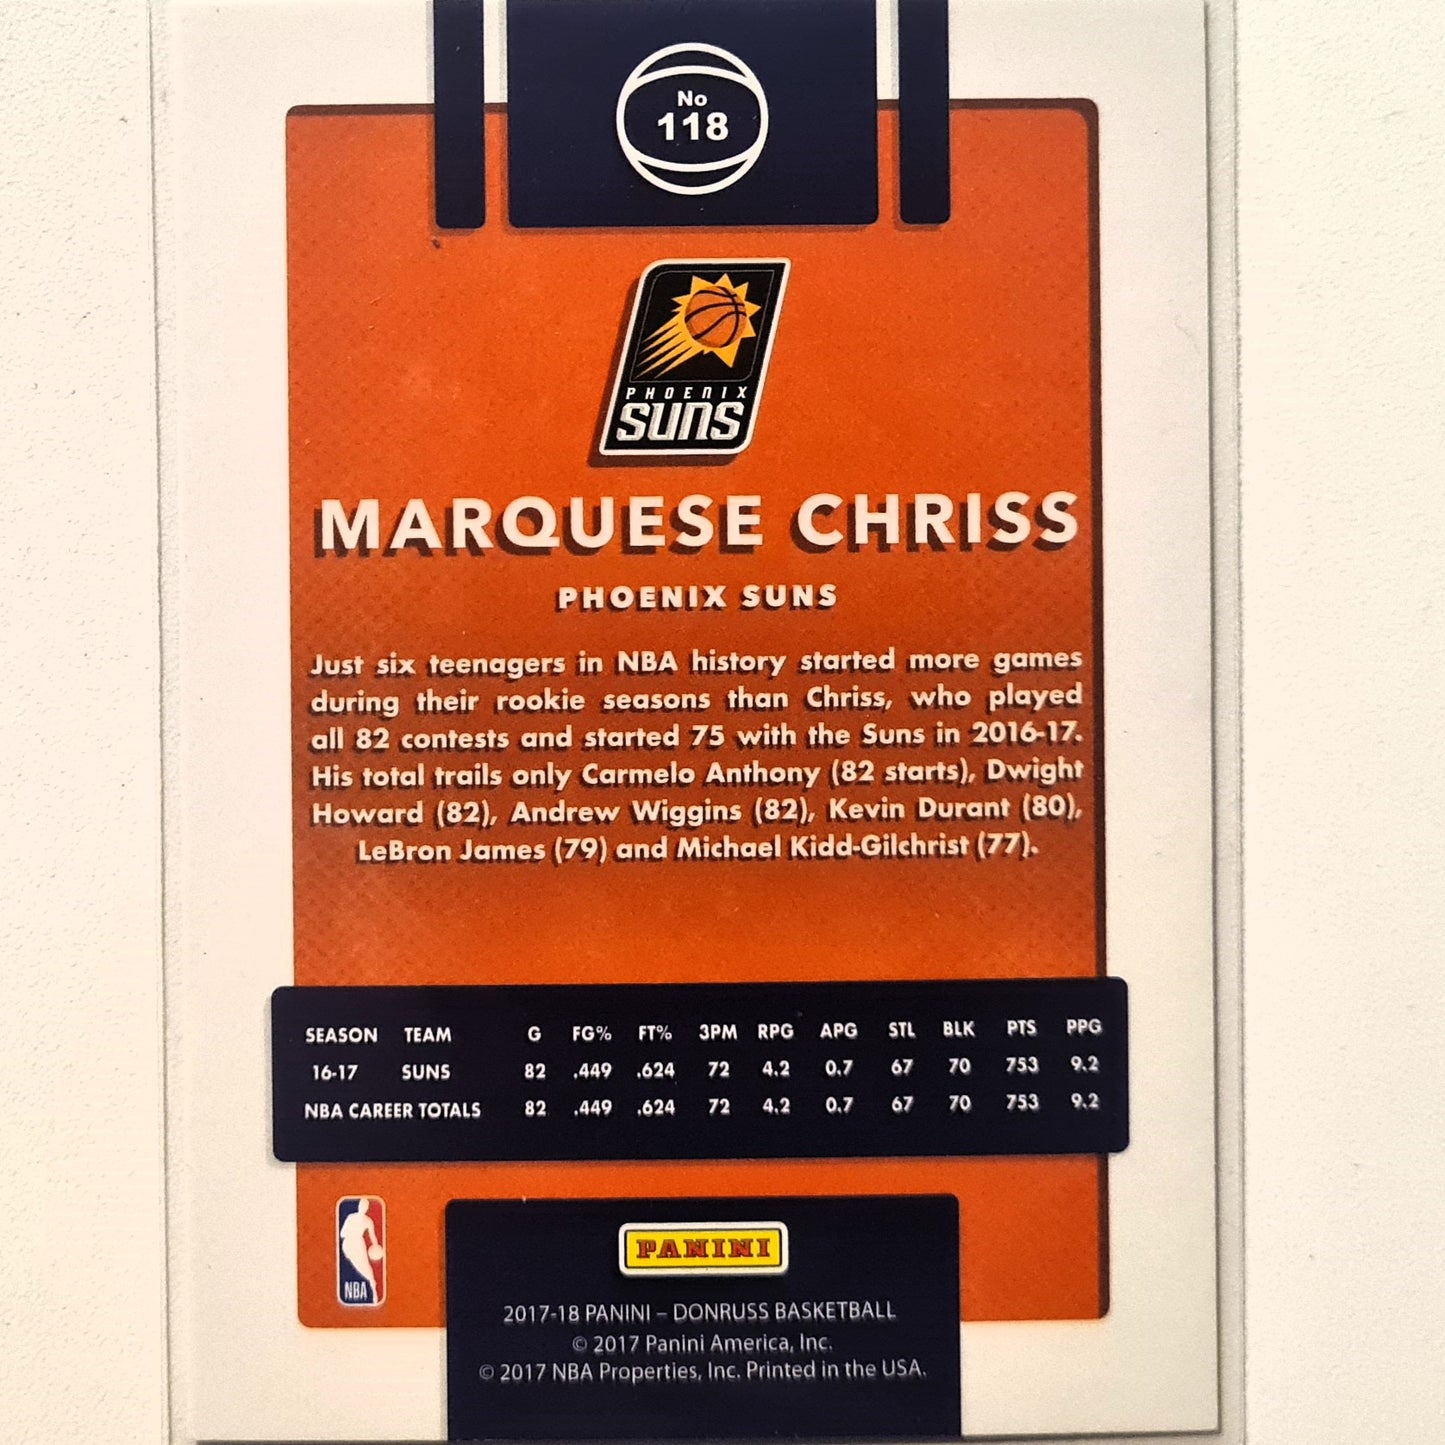 No
118
PHOENIX
SUNS
MARQUESE CHRISS
PHOENIX SUNS
Just six teenagers in NBA history started more games
during their rookie seasons than Chriss, who played
all 82 contests and started 75 with the Suns in 2016-17.
His total trails only Carmelo Anthony (82 starts), Dwight
Howard (82), Andrew Wiggins (82), Kevin Durant (80),
LeBron James (79) and Michael Kidd-Gilchrist (77).
SEASON TEAM G FG% FT% 3PM RPG APG STL BLK PTS PPG
16-17 SUNS 82 .449 .624 72 4.2 0.7 67 70 753 9.2
NBA CAREER TOTALS 82 .449 .624 72 4.2 0.7 67 70 753 9.2
NBA
PANINI
2017-18 PANINI – DONRUSS BASKETBALL
© 2017 Panini America, Inc.
© 2017 NBA Properties, Inc. Printed in the USA.